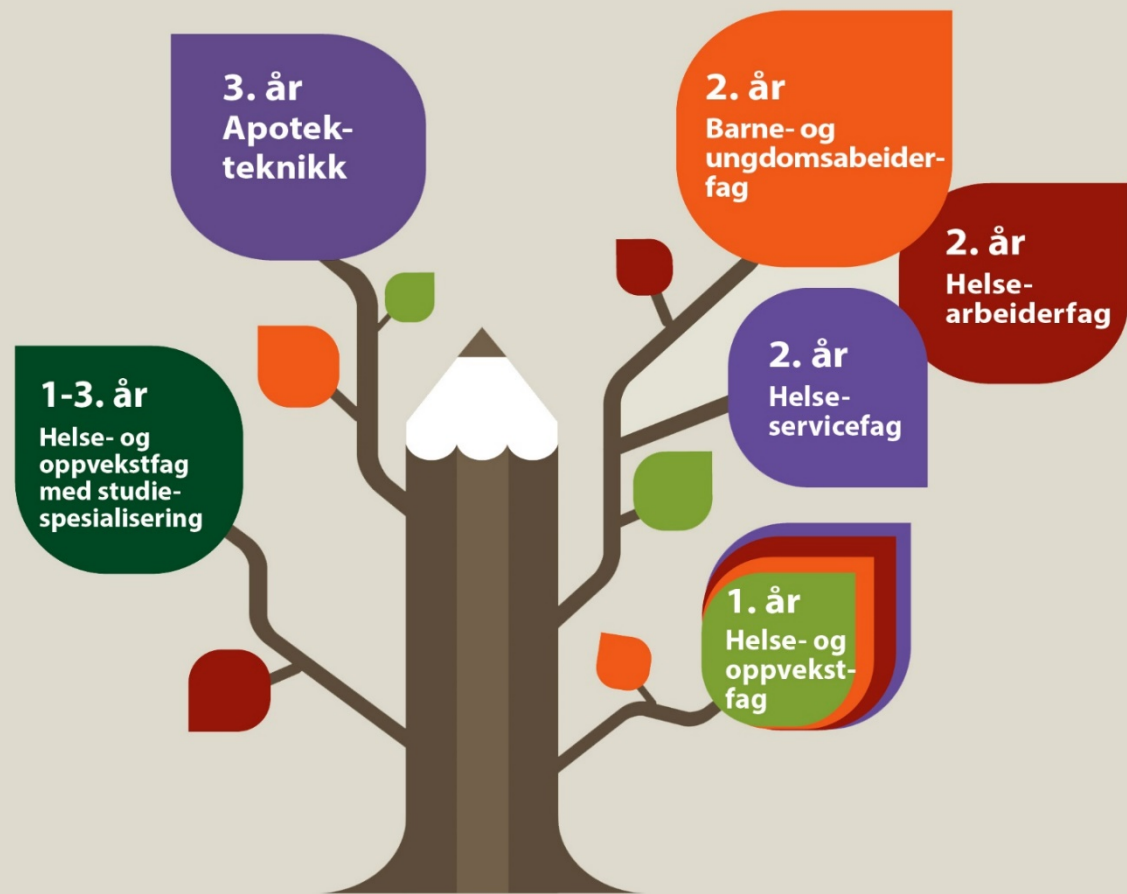 3. år
Apotek-
teknikk
2. år
Barne- og
ungdomsabeider-
fag
2. år
Helse-
arbeiderfag
2. år
Helse-
servicefag
1-3. år
Helse- og
oppvekstfag
med studie-
spesialisering
1. år
Helse- og
oppvekst-
fag